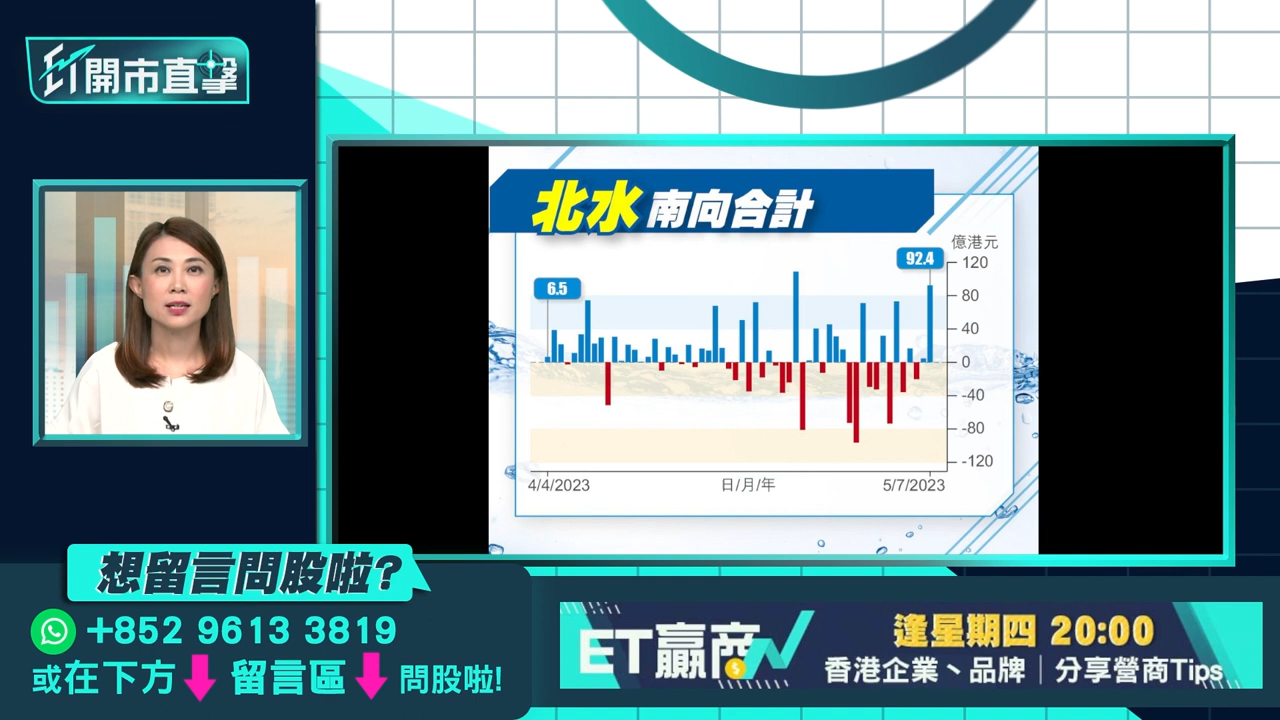 ET開市直擊
北水 南向合計
億港元
92.4
6.5
120
80
40
0
-40
-80
-120
4/4/2023
日/月/年
5/7/2023
想留言問股啦?
+852 9613 3819
或在下方 留言區 問股啦!
ET贏商
逢星期四 20:00
香港企業、品牌｜分享營商Tips